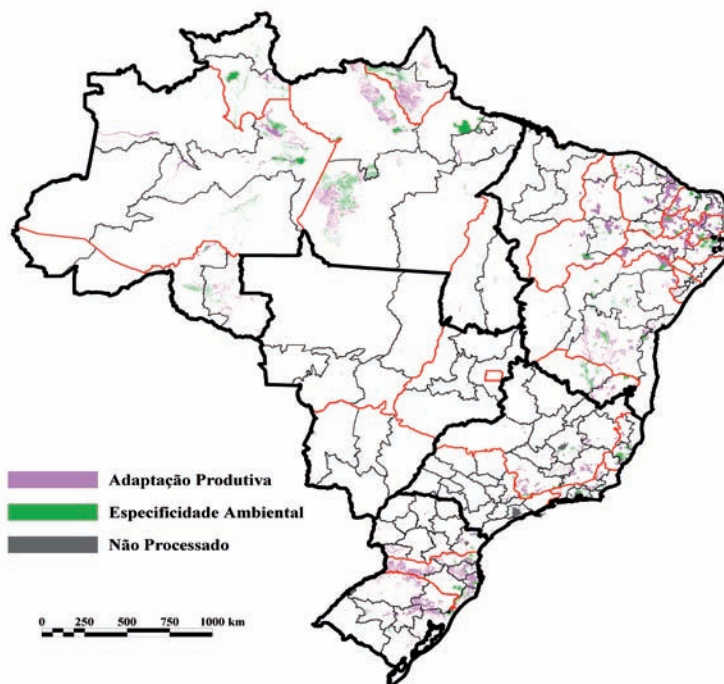 Adaptação Produtiva
Especificidade Ambiental
Não Processado
0 250 500 750 1000 km